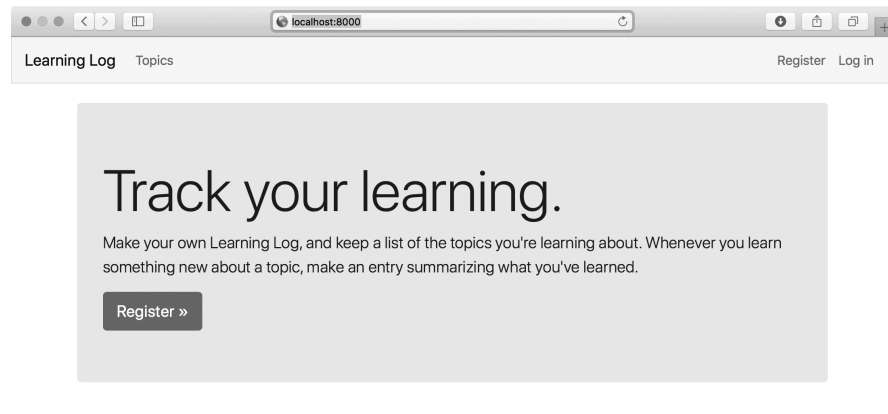 localhost:8000
Learning Log Topics Register Log in
Track your learning.
Make your own Learning Log, and keep a list of the topics you're learning about. Whenever you learn
something new about a topic, make an entry summarizing what you've learned.
Register »